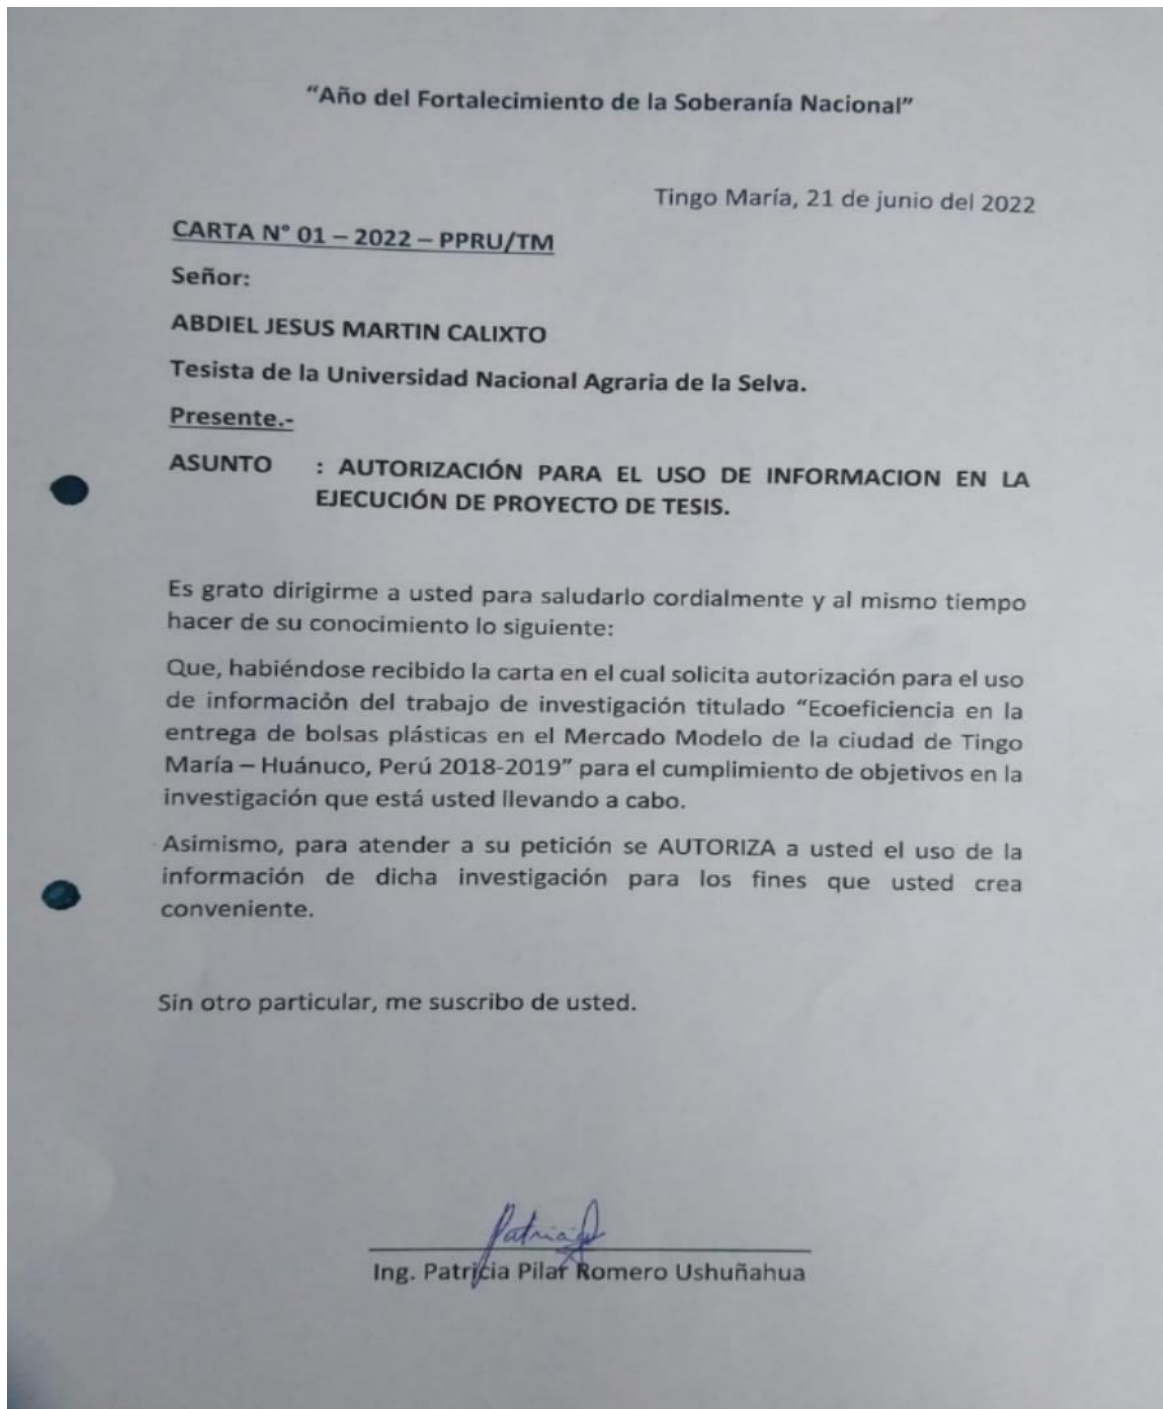 “Año del Fortalecimiento de la Soberanía Nacional”
Tingo María, 21 de junio del 2022
CARTA N° 01 – 2022 – PPRU/TM
Señor:
ABDIEL JESUS MARTIN CALIXTO
Tesista de la Universidad Nacional Agraria de la Selva.
Presente.-
ASUNTO : AUTORIZACIÓN PARA EL USO DE INFORMACION EN LA
EJECUCIÓN DE PROYECTO DE TESIS.
Es grato dirigirme a usted para saludarlo cordialmente y al mismo tiempo
hacer de su conocimiento lo siguiente:
Que, habiéndose recibido la carta en el cual solicita autorización para el uso
de información del trabajo de investigación titulado “Ecoeficiencia en la
entrega de bolsas plásticas en el Mercado Modelo de la ciudad de Tingo
María – Huánuco, Perú 2018-2019” para el cumplimiento de objetivos en la
investigación que está usted llevando a cabo.
Asimismo, para atender a su petición se AUTORIZA a usted el uso de la
información de dicha investigación para los fines que usted crea
conveniente.
Sin otro particular, me suscribo de usted.
Ing. Patricia Pilar Romero Ushuñahua